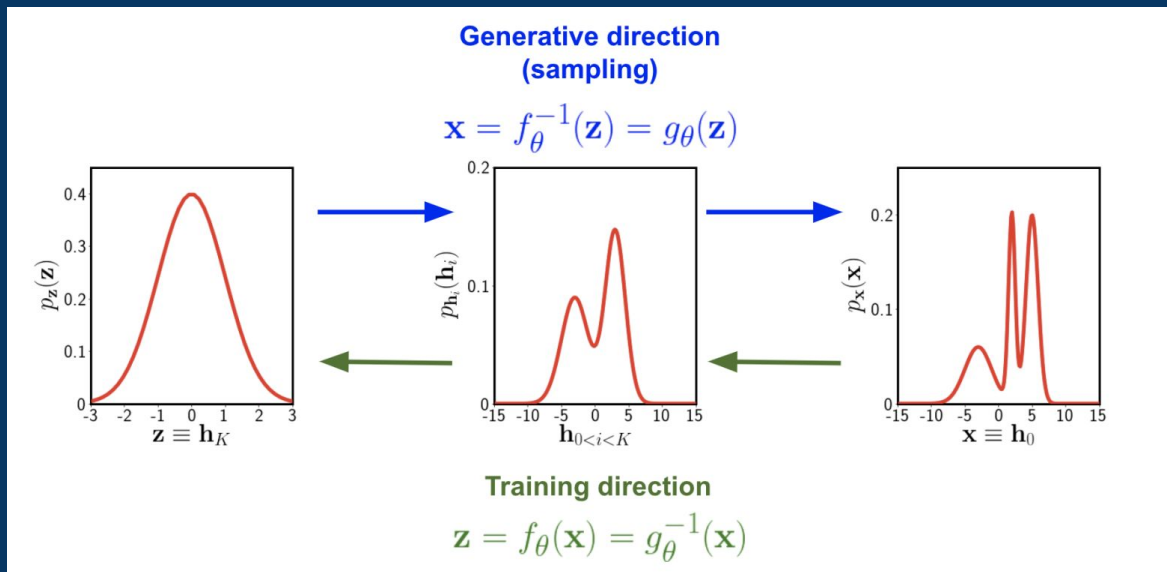 Generative direction
(sampling)
x = f_θ^{-1}(z) = g_θ(z)
p_z(z)
0.4
0.3
0.2
0.1
0
-3 -2 -1 0 1 2 3
z ≡ h_K
p_{h_i}(h_i)
0.2
0.1
0
-15 -10 -5 0 5 10 15
h_{0<i<K}
p_x(x)
0.2
0.1
0
-15 -10 -5 0 5 10 15
x ≡ h_0
Training direction
z = f_θ(x) = g_θ^{-1}(x)